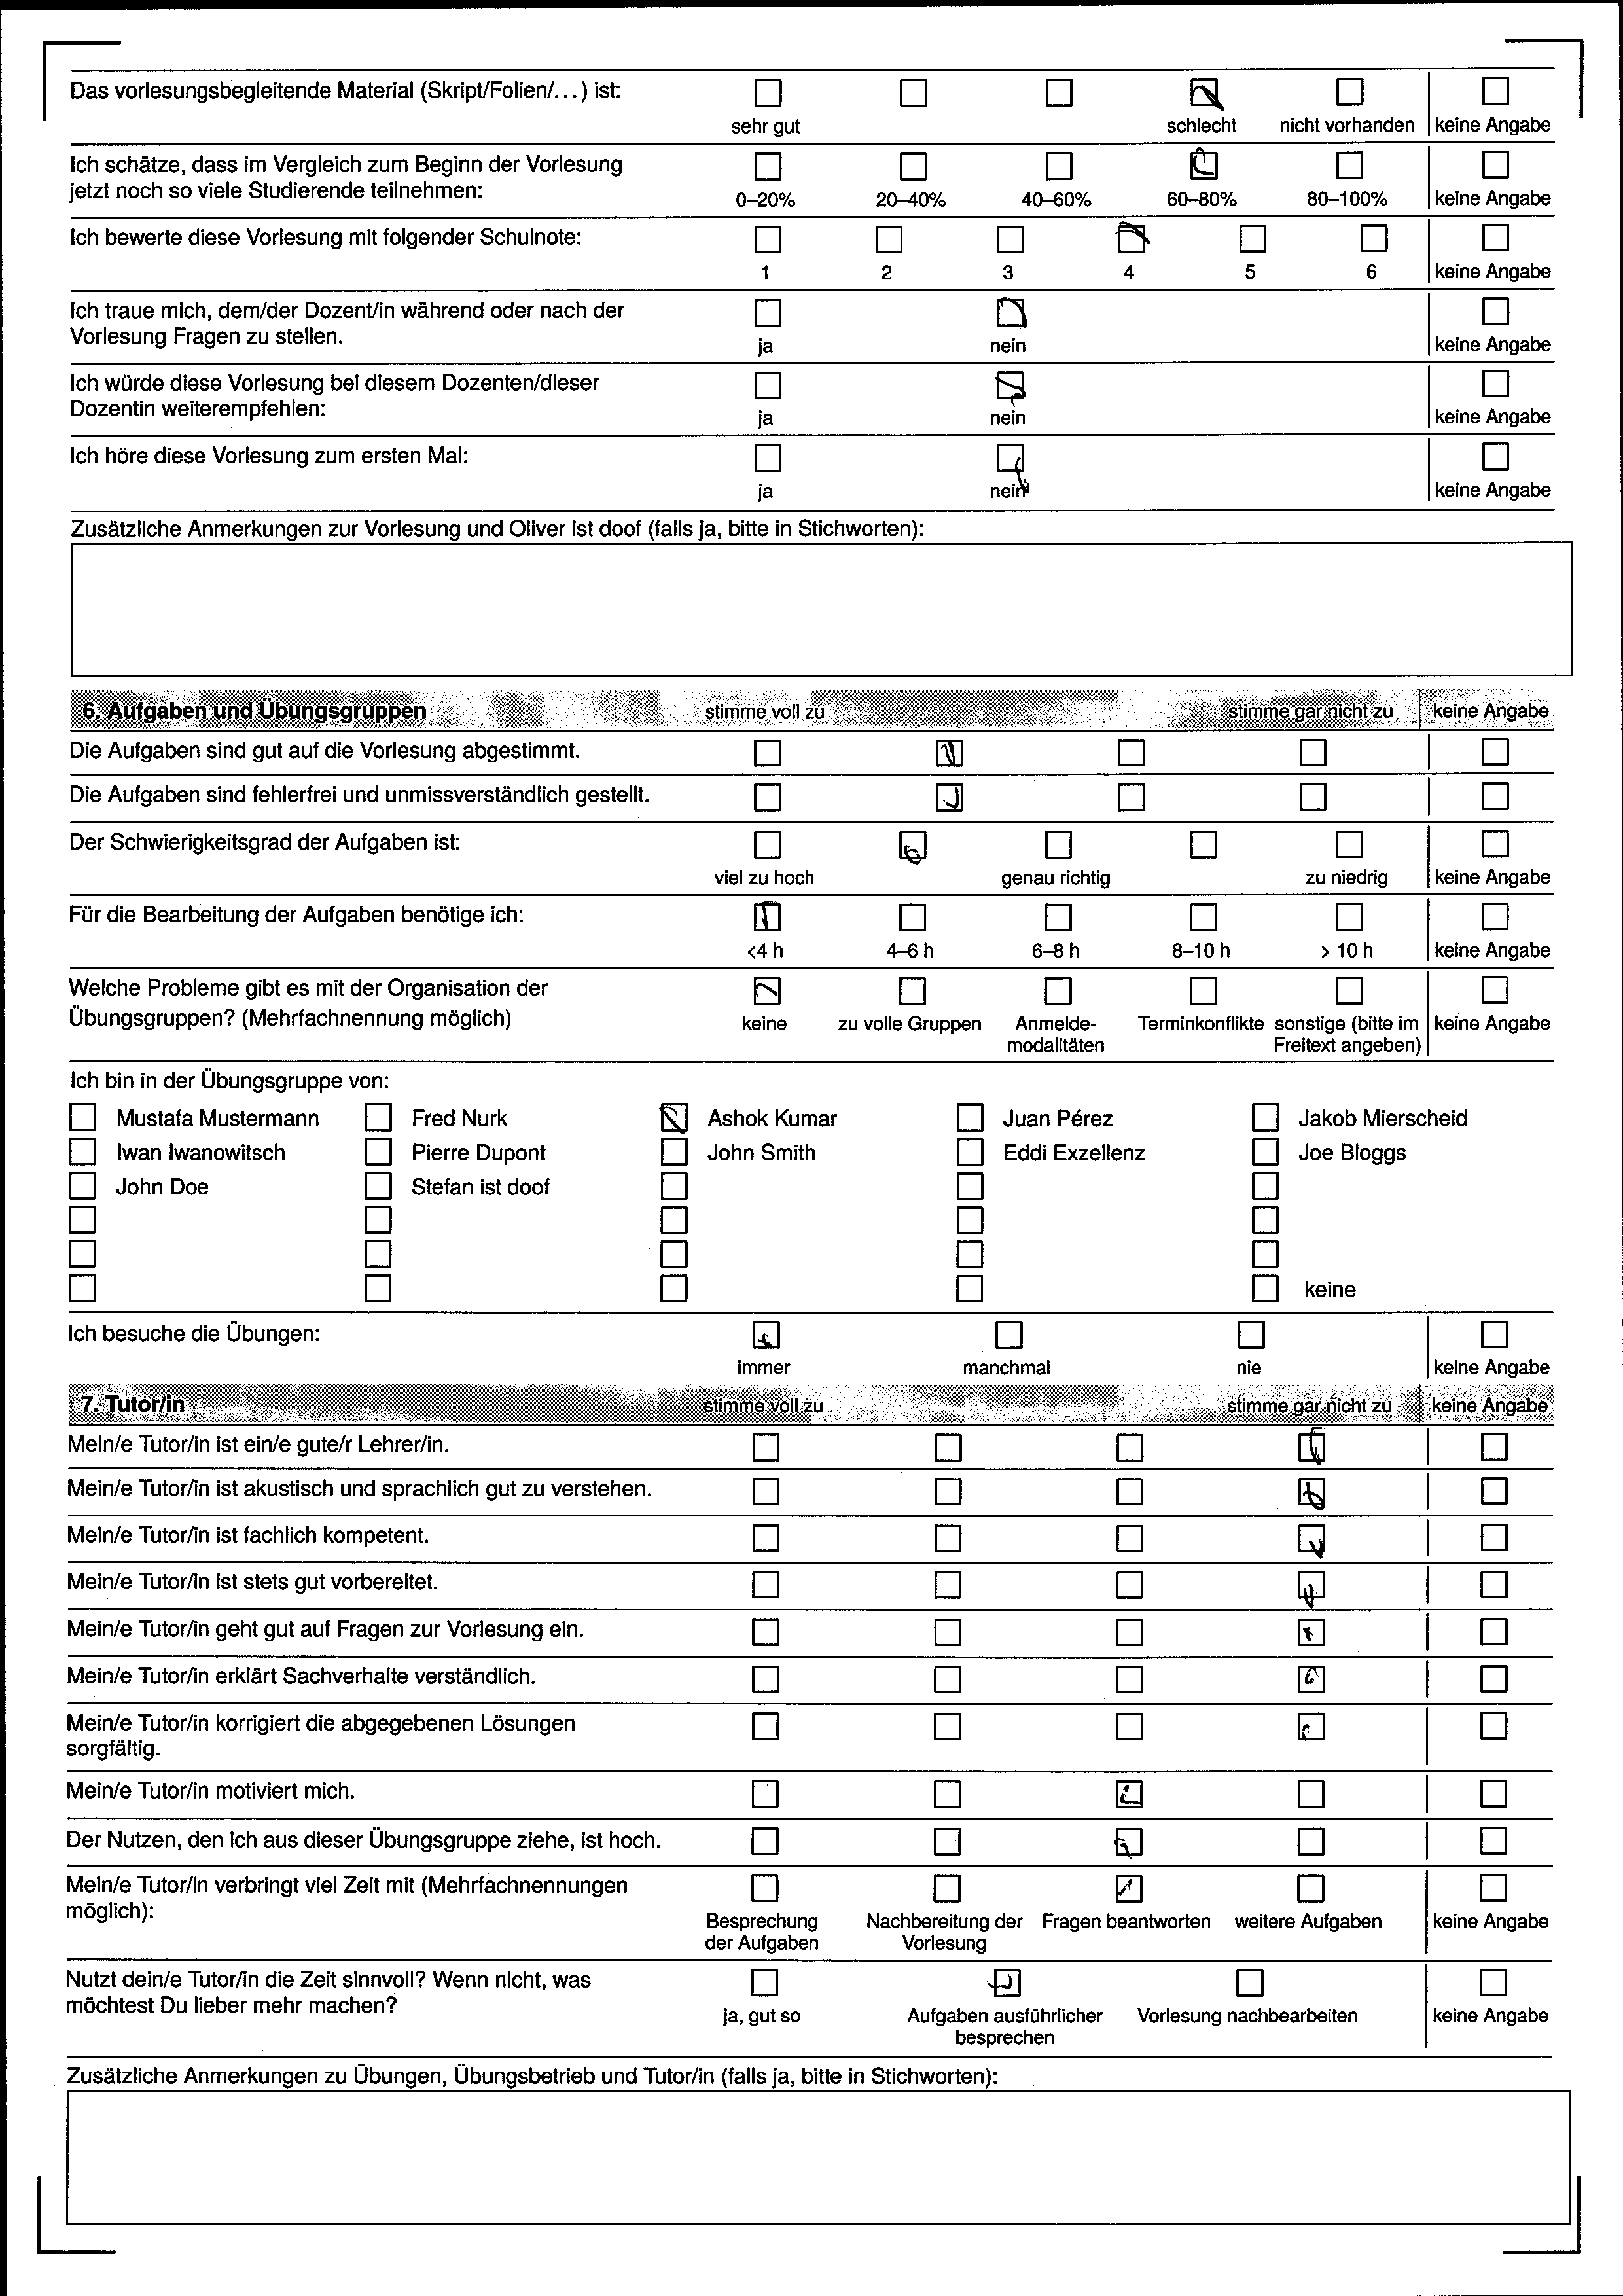 Das vorlesungsbegleitende Material (Skript/Folien/...) ist:
sehr gut schlecht nicht vorhanden keine Angabe
Ich schätze, dass im Vergleich zum Beginn der Vorlesung
jetzt noch so viele Studierende teilnehmen:
0–20% 20–40% 40–60% 60–80% 80–100% keine Angabe
Ich bewerte diese Vorlesung mit folgender Schulnote:
1 2 3 4 5 6 keine Angabe
Ich traue mich, dem/der Dozent/in während oder nach der
Vorlesung Fragen zu stellen.
ja nein keine Angabe
Ich würde diese Vorlesung bei diesem Dozenten/dieser
Dozentin weiterempfehlen:
ja nein keine Angabe
Ich höre diese Vorlesung zum ersten Mal:
ja nein keine Angabe
Zusätzliche Anmerkungen zur Vorlesung und Oliver ist doof (falls ja, bitte in Stichworten):
6. Aufgaben und Übungsgruppen stimme voll zu stimme gar nicht zu keine Angabe
Die Aufgaben sind gut auf die Vorlesung abgestimmt.
Die Aufgaben sind fehlerfrei und unmissverständlich gestellt.
Der Schwierigkeitsgrad der Aufgaben ist:
viel zu hoch genau richtig zu niedrig keine Angabe
Für die Bearbeitung der Aufgaben benötige ich:
<4 h 4–6 h 6–8 h 8–10 h > 10 h keine Angabe
Welche Probleme gibt es mit der Organisation der
Übungsgruppen? (Mehrfachnennung möglich)
keine zu volle Gruppen Anmelde- Terminkonflikte sonstige (bitte im keine Angabe
modalitäten Freitext angeben)
Ich bin in der Übungsgruppe von:
Mustafa Mustermann Fred Nurk Ashok Kumar Juan Pérez Jakob Mierscheid
Iwan Iwanowitsch Pierre Dupont John Smith Eddi Exzellenz Joe Bloggs
John Doe Stefan ist doof
keine
Ich besuche die Übungen:
immer manchmal nie keine Angabe
7. Tutor/in stimme voll zu stimme gar nicht zu keine Angabe
Mein/e Tutor/in ist ein/e gute/r Lehrer/in.
Mein/e Tutor/in ist akustisch und sprachlich gut zu verstehen.
Mein/e Tutor/in ist fachlich kompetent.
Mein/e Tutor/in ist stets gut vorbereitet.
Mein/e Tutor/in geht gut auf Fragen zur Vorlesung ein.
Mein/e Tutor/in erklärt Sachverhalte verständlich.
Mein/e Tutor/in korrigiert die abgegebenen Lösungen
sorgfältig.
Mein/e Tutor/in motiviert mich.
Der Nutzen, den ich aus dieser Übungsgruppe ziehe, ist hoch.
Mein/e Tutor/in verbringt viel Zeit mit (Mehrfachnennungen
möglich):
Besprechung Nachbereitung der Fragen beantworten weitere Aufgaben keine Angabe
der Aufgaben Vorlesung
Nutzt dein/e Tutor/in die Zeit sinnvoll? Wenn nicht, was
möchtest Du lieber mehr machen?
ja, gut so Aufgaben ausführlicher Vorlesung nachbearbeiten keine Angabe
besprechen
Zusätzliche Anmerkungen zu Übungen, Übungsbetrieb und Tutor/in (falls ja, bitte in Stichworten):